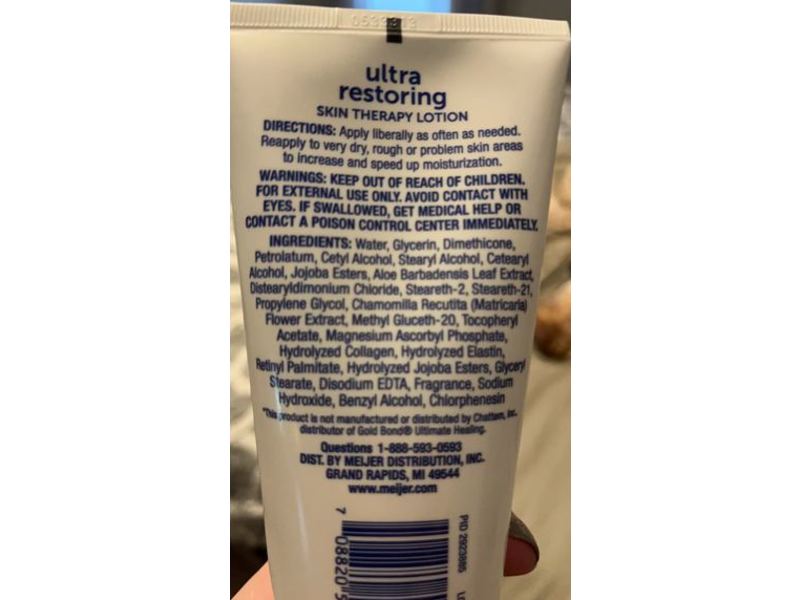 ultra
restoring
SKIN THERAPY LOTION
DIRECTIONS: Apply liberally as often as needed.
Reapply to very dry, rough or problem skin areas
to increase and speed up moisturization.
WARNINGS: KEEP OUT OF REACH OF CHILDREN.
FOR EXTERNAL USE ONLY. AVOID CONTACT WITH
EYES. IF SWALLOWED, GET MEDICAL HELP OR
CONTACT A POISON CONTROL CENTER IMMEDIATELY.
INGREDIENTS: Water, Glycerin, Dimethicone,
Petrolatum, Cetyl Alcohol, Stearyl Alcohol, Cetearyl
Alcohol, Jojoba Esters, Aloe Barbadensis Leaf Extract,
Distearyldimonium Chloride, Steareth-2, Steareth-21,
Propylene Glycol, Chamomilla Recutita (Matricaria)
Flower Extract, Methyl Gluceth-20, Tocopheryl
Acetate, Magnesium Ascorbyl Phosphate,
Hydrolyzed Collagen, Hydrolyzed Elastin,
Retinyl Palmitate, Hydrolyzed Jojoba Esters, Glyceryl
Stearate, Disodium EDTA, Fragrance, Sodium
Hydroxide, Benzyl Alcohol, Chlorphenesin
*This product is not manufactured or distributed by Chattem, Inc.,
distributor of Gold Bond® Ultimate Healing.
Questions 1-888-593-0593
DIST. BY MEIJER DISTRIBUTION, INC.
GRAND RAPIDS, MI 49544
www.meijer.com
7 08820
PID 2923885